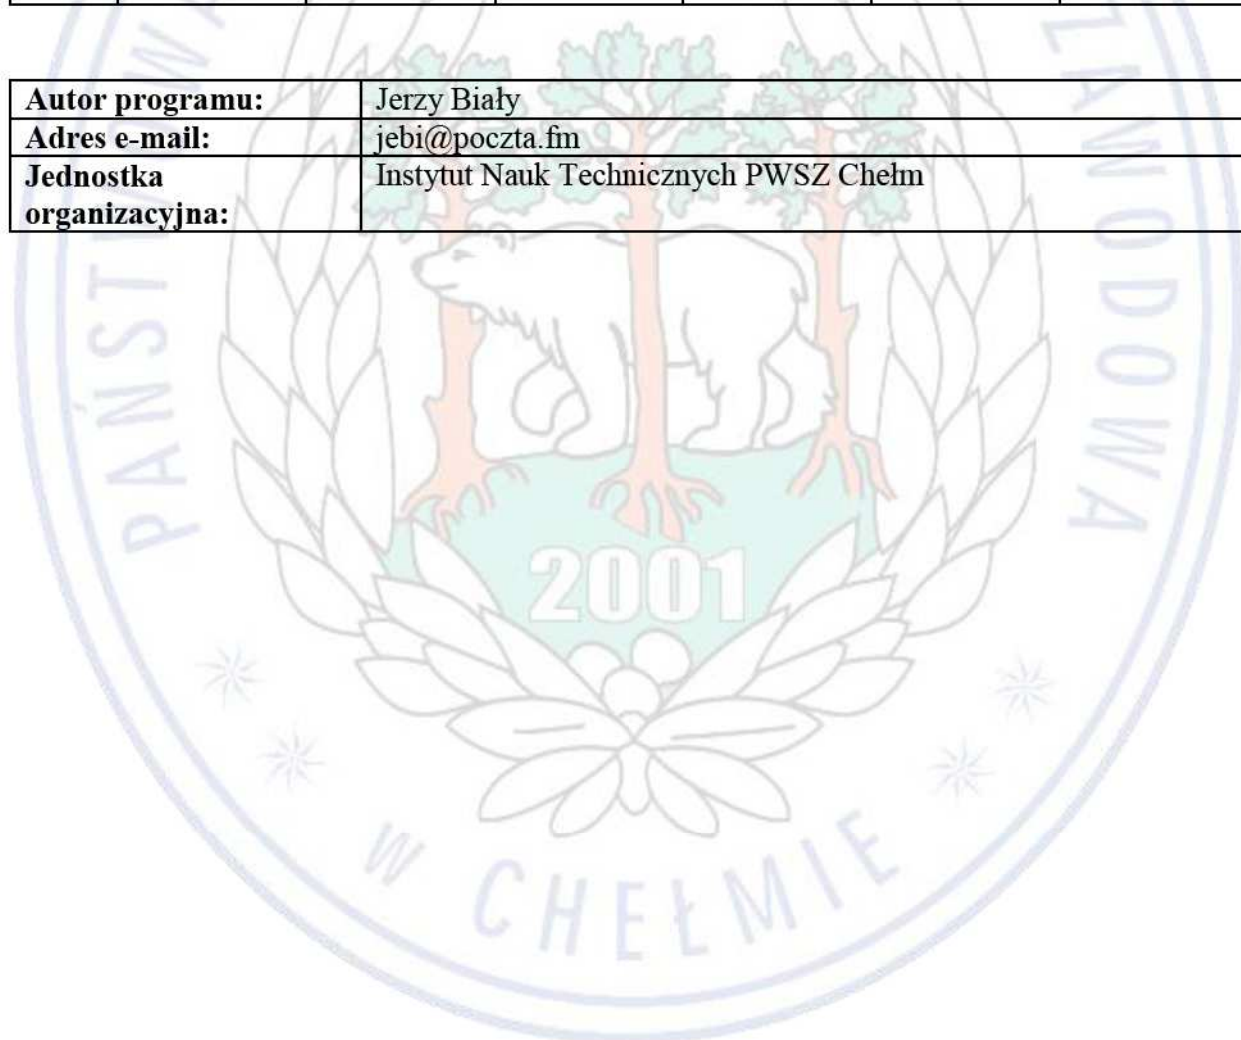 Autor programu: Jerzy Biały
Adres e-mail: jebi@poczta.fm
Jednostka organizacyjna: Instytut Nauk Technicznych PWSZ Chełm
PAŃSTWOWA
ZAWODOWA
2001
W CHEŁMIE